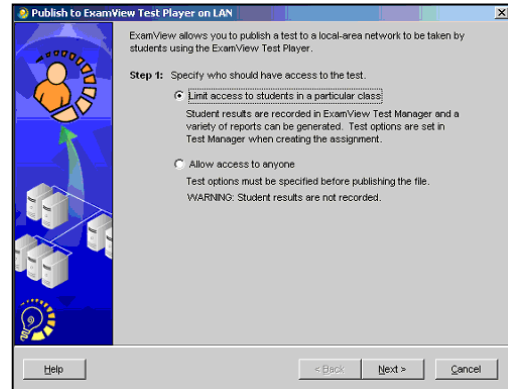 Publish to ExamView Test Player on LAN
ExamView allows you to publish a test to a local-area network to be taken by
students using the ExamView Test Player.
Step 1: Specify who should have access to the test.
Limit access to students in a particular class
Student results are recorded in ExamView Test Manager and a
variety of reports can be generated. Test options are set in
Test Manager when creating the assignment.
Allow access to anyone
Test options must be specified before publishing the file.
WARNING: Student results are not recorded.
Help
< Back
Next >
Cancel